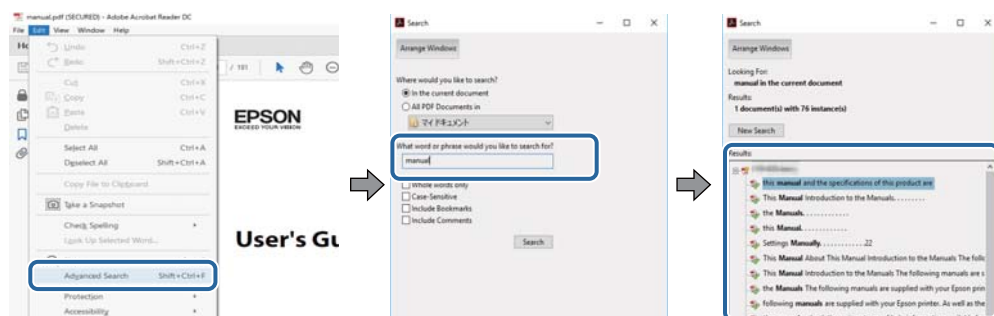 manual.pdf (SECURED) - Adobe Acrobat Reader DC
File Edit View Window Help
Undo Ctrl+Z
Redo Shift+Ctrl+Z
Cut Ctrl+X
Copy Ctrl+C
Paste Ctrl+V
Delete
Select All Ctrl+A
Deselect All Shift+Ctrl+A
Copy File to Clipboard
Take a Snapshot
Check Spelling
Look Up Selected Word...
Advanced Search Shift+Ctrl+F
Protection
Accessibility
/ 181
EPSON
EXCEED YOUR VISION
User's Gu
Search
Arrange Windows
Where would you like to search?
In the current document
All PDF Documents in
マイ ドキュメント
What word or phrase would you like to search for?
manual
Whole words only
Case-Sensitive
Include Bookmarks
Include Comments
Search
Search
Arrange Windows
Looking For:
manual in the current document
Results:
1 document(s) with 76 instance(s)
New Search
Results:
this manual and the specifications of this product are
This Manual Introduction to the Manuals. . . . . . . . .
the Manuals. . . . . . . . . . . .
this Manual. . . . . . . . . . . .
Settings Manually. . . . . . . . . . . . .22
This Manual About This Manual Introduction to the Manuals The follo
This Manual Introduction to the Manuals The following manuals are s
the Manuals The following manuals are supplied with your Epson prin
following manuals are supplied with your Epson printer. As well as the